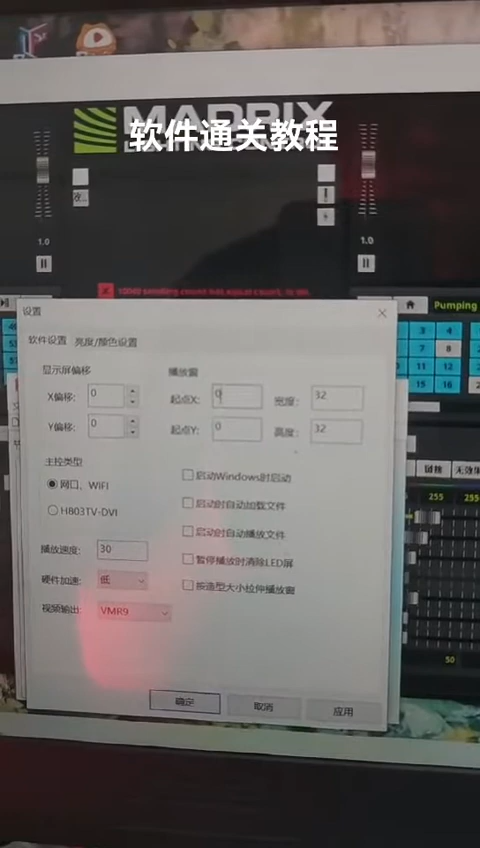 MADRIX
软件通关教程
效..
1.0
1.0
Pumping
3 4
7 8
11 12
15 16
设置
软件设置 亮度/颜色设置
显示屏偏移
X偏移: 0
Y偏移: 0
播放窗
起点X: 0 宽度: 32
起点Y: 0 高度: 32
主控类型
网口、WIFI
H803TV-DVI
启动Windows时启动
启动时自动加载文件
启动时自动播放文件
暂停播放时清除LED屏
按造型大小拉伸播放窗
播放速度: 30
硬件加速: 低
视频输出: VMR9
确定 取消 应用
255 255
50